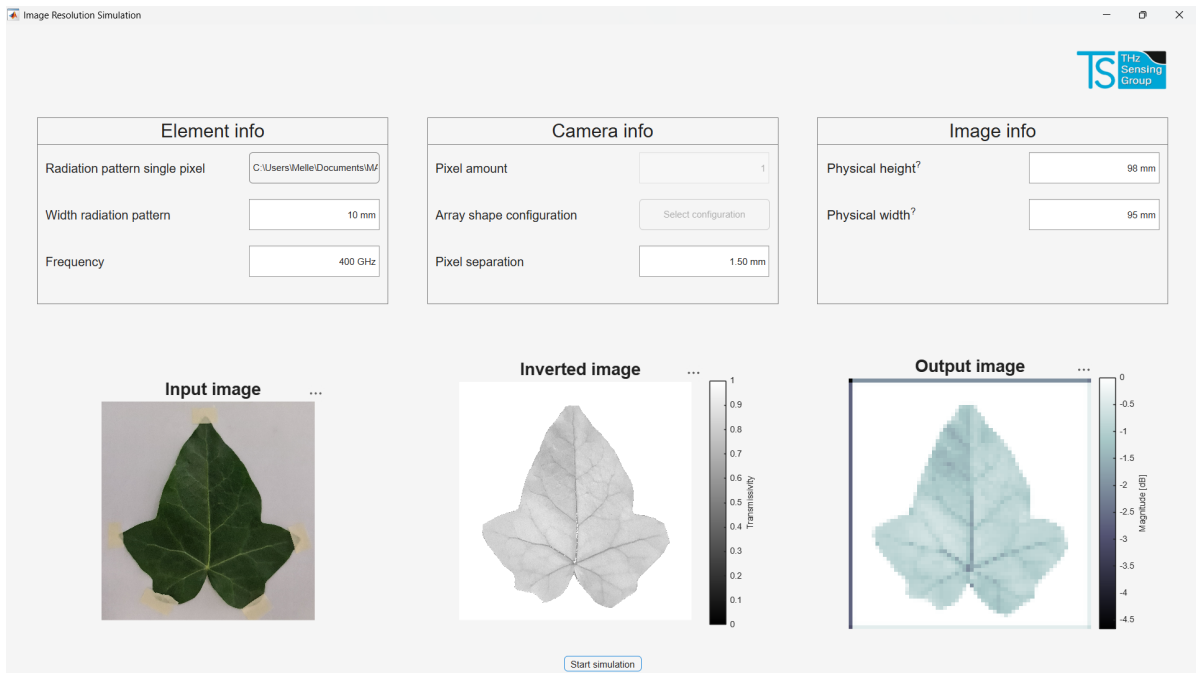 Image Resolution Simulation
TS THz
Sensing
Group
Element info
Radiation pattern single pixel C:\Users\Melle\Documents\MA
Width radiation pattern 10 mm
Frequency 400 GHz
Camera info
Pixel amount 1
Array shape configuration Select configuration
Pixel separation 1.50 mm
Image info
Physical height? 98 mm
Physical width? 95 mm
Input image ...
Inverted image ...
1
0.9
0.8
0.7
0.6
0.5
0.4
0.3
0.2
0.1
0
Transmissivity
Output image ...
0
-0.5
-1
-1.5
-2
-2.5
-3
-3.5
-4
-4.5
Magnitude [dB]
Start simulation